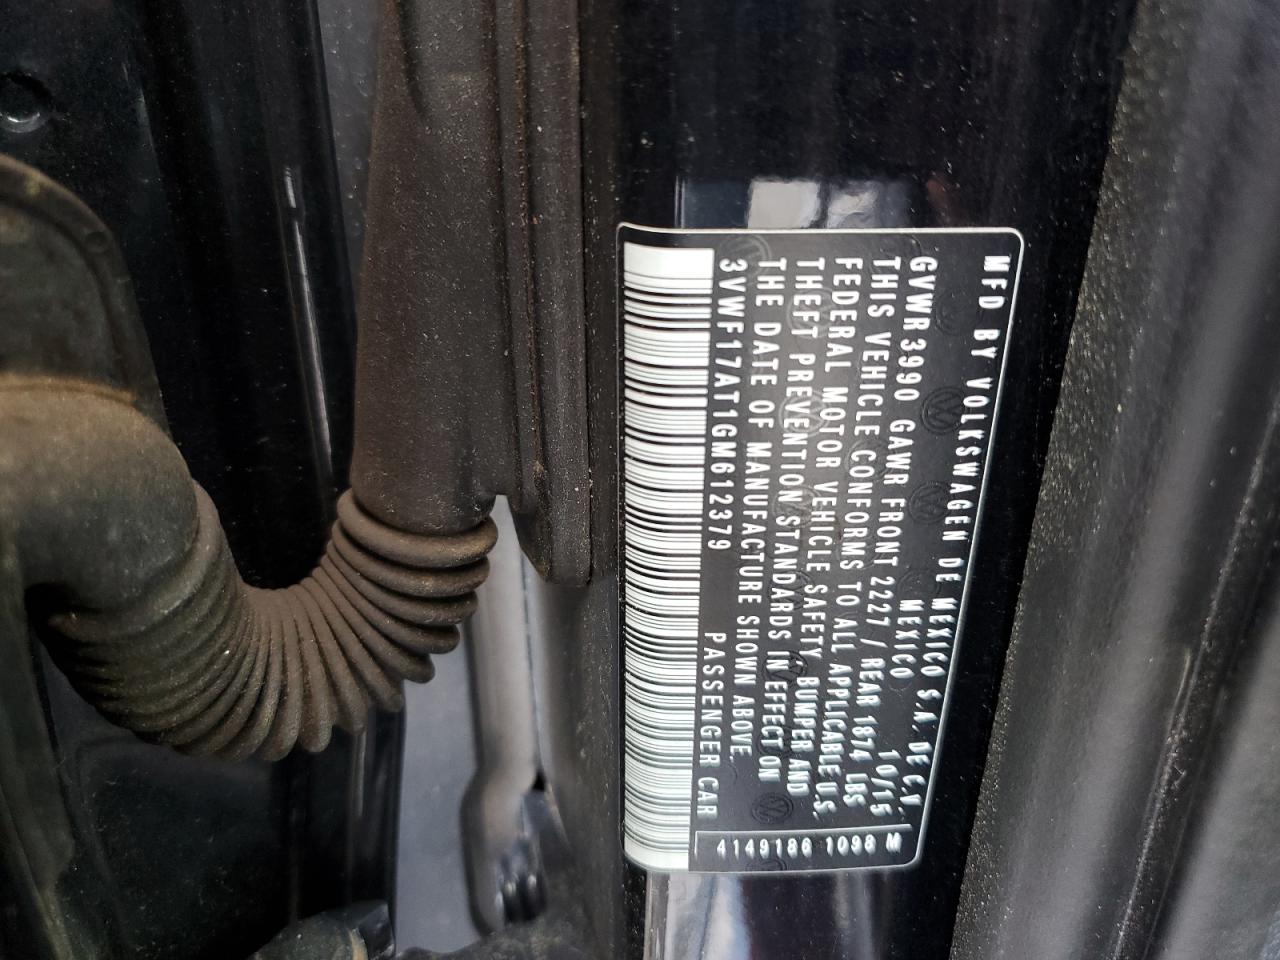 MFD BY VOLKSWAGEN DE MEXICO S.A. DE C.V.
MEXICO 10/15
GVWR 3990 GAWR FRONT 2227 / REAR 1874 LBS
THIS VEHICLE CONFORMS TO ALL APPLICABLE U.S.
FEDERAL MOTOR VEHICLE SAFETY, BUMPER AND
THEFT PREVENTION STANDARDS IN EFFECT ON
THE DATE OF MANUFACTURE SHOWN ABOVE.
3VWF17AT1GM612379 PASSENGER CAR
4149186 1098 M